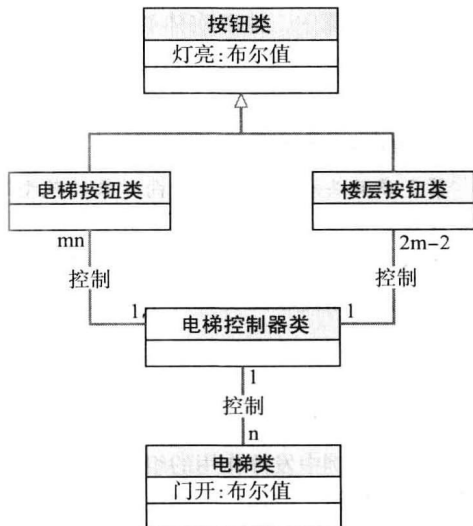 按钮类
灯亮:布尔值
电梯按钮类
楼层按钮类
mn
2m-2
控制
控制
1
电梯控制器类
1
1
控制
n
电梯类
门开:布尔值